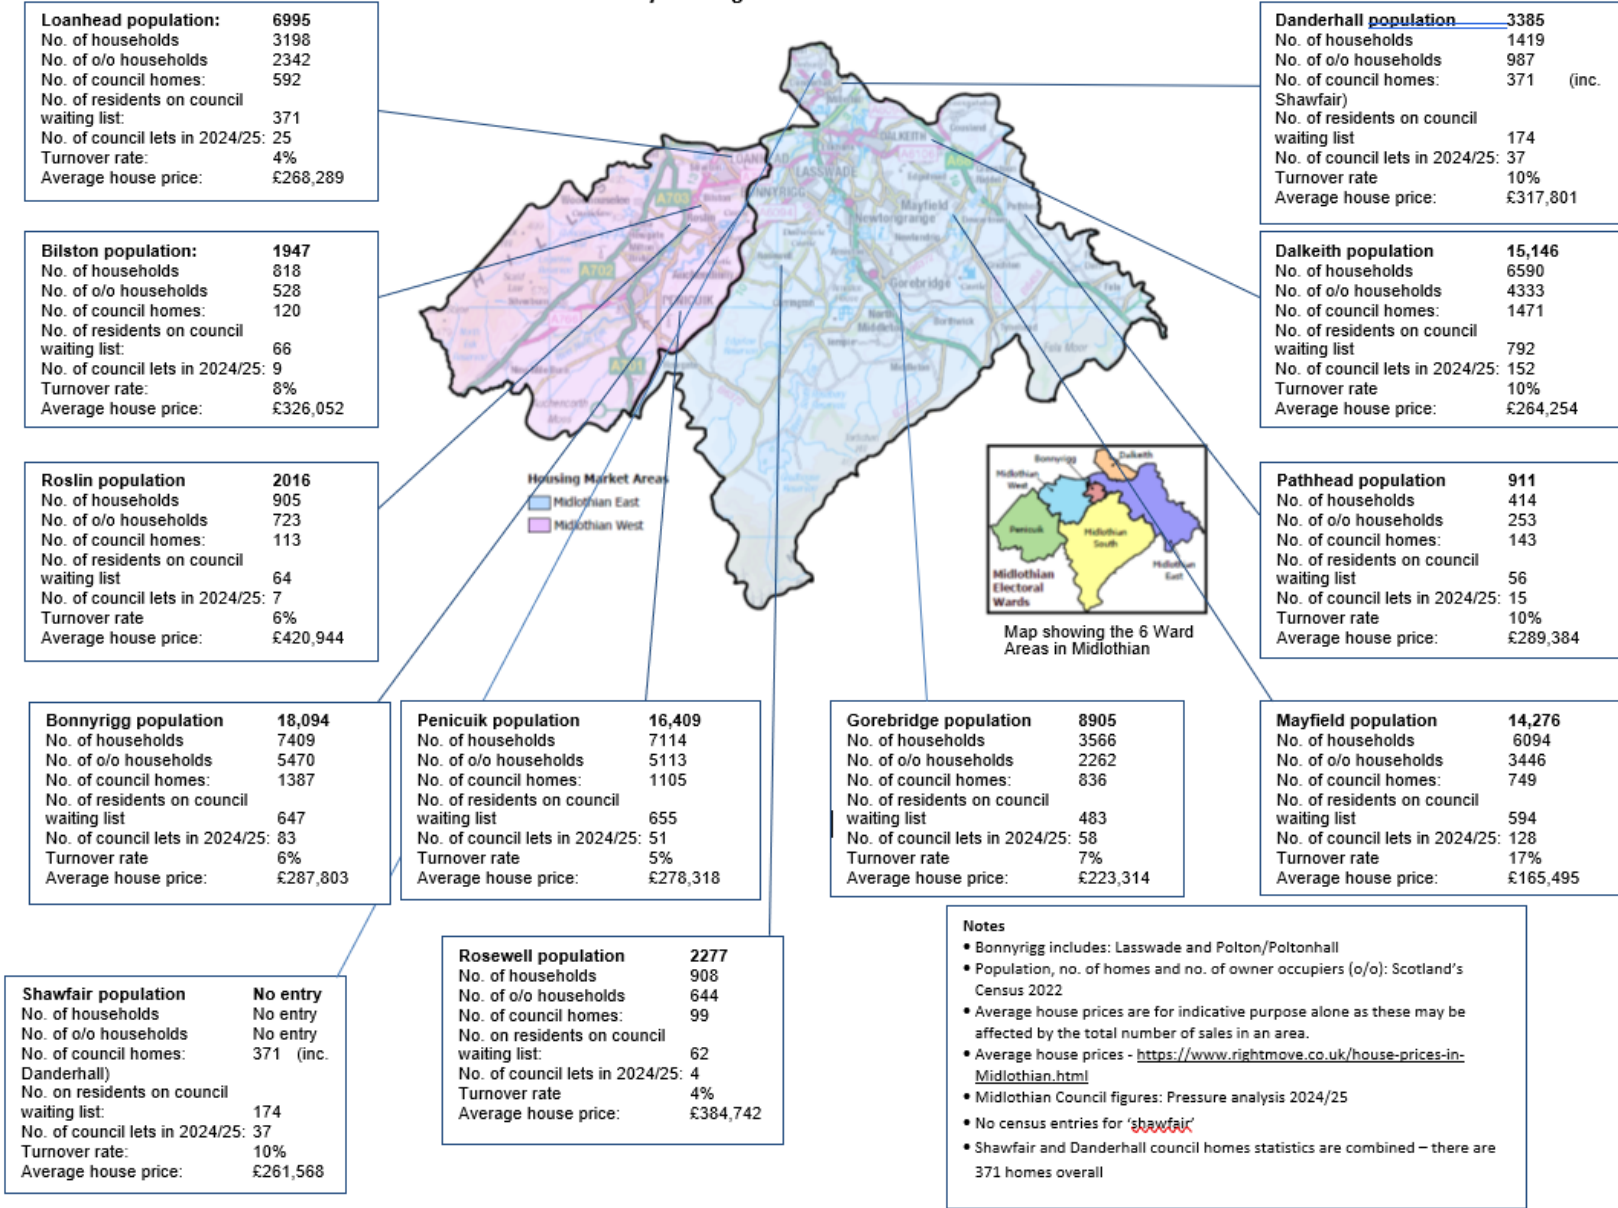 Loanhead population: 6995
No. of households 3198
No. of o/o households 2342
No. of council homes: 592
No. of residents on council
waiting list: 371
No. of council lets in 2024/25: 25
Turnover rate: 4%
Average house price: £268,289
Danderhall population 3385
No. of households 1419
No. of o/o households 987
No. of council homes: 371 (inc.
Shawfair)
No. of residents on council
waiting list 174
No. of council lets in 2024/25: 37
Turnover rate 10%
Average house price: £317,801
Bilston population: 1947
No. of households 818
No. of o/o households 528
No. of council homes: 120
No. of residents on council
waiting list: 66
No. of council lets in 2024/25: 9
Turnover rate: 8%
Average house price: £326,052
Dalkeith population 15,146
No. of households 6590
No. of o/o households 4333
No. of council homes: 1471
No. of residents on council
waiting list 792
No. of council lets in 2024/25: 152
Turnover rate 10%
Average house price: £264,254
LOANHEAD
DALKEITH
LASSWADE
BONNYRIGG
A703
A68
Mayfield
Newtongrange
A702
Gorebridge
PENICUIK
North
Middleton
Borthwick
A701
Fala Moor
Housing Market Areas
Midlothian East
Midlothian West
Bonnyrigg
Dalkeith
Midlothian
West
Penicuik
Midlothian
South
Midlothian
East
Midlothian
Electoral
Wards
Map showing the 6 Ward
Areas in Midlothian
Roslin population 2016
No. of households 905
No. of o/o households 723
No. of council homes: 113
No. of residents on council
waiting list 64
No. of council lets in 2024/25: 7
Turnover rate 6%
Average house price: £420,944
Pathhead population 911
No. of households 414
No. of o/o households 253
No. of council homes: 143
No. of residents on council
waiting list 56
No. of council lets in 2024/25: 15
Turnover rate 10%
Average house price: £289,384
Bonnyrigg population 18,094
No. of households 7409
No. of o/o households 5470
No. of council homes: 1387
No. of residents on council
waiting list 647
No. of council lets in 2024/25: 83
Turnover rate 6%
Average house price: £287,803
Penicuik population 16,409
No. of households 7114
No. of o/o households 5113
No. of council homes: 1105
No. of residents on council
waiting list 655
No. of council lets in 2024/25: 51
Turnover rate 5%
Average house price: £278,318
Gorebridge population 8905
No. of households 3566
No. of o/o households 2262
No. of council homes: 836
No. of residents on council
waiting list 483
No. of council lets in 2024/25: 58
Turnover rate 7%
Average house price: £223,314
Mayfield population 14,276
No. of households 6094
No. of o/o households 3446
No. of council homes: 749
No. of residents on council
waiting list 594
No. of council lets in 2024/25: 128
Turnover rate 17%
Average house price: £165,495
Shawfair population No entry
No. of households No entry
No. of o/o households No entry
No. of council homes: 371 (inc.
Danderhall)
No. on residents on council
waiting list: 174
No. of council lets in 2024/25: 37
Turnover rate: 10%
Average house price: £261,568
Rosewell population 2277
No. of households 908
No. of o/o households 644
No. of council homes: 99
No. on residents on council
waiting list: 62
No. of council lets in 2024/25: 4
Turnover rate 4%
Average house price: £384,742
Notes
• Bonnyrigg includes: Lasswade and Polton/Poltonhall
• Population, no. of homes and no. of owner occupiers (o/o): Scotland's
Census 2022
• Average house prices are for indicative purpose alone as these may be
affected by the total number of sales in an area.
• Average house prices - https://www.rightmove.co.uk/house-prices-in-
Midlothian.html
• Midlothian Council figures: Pressure analysis 2024/25
• No census entries for 'shawfair'
• Shawfair and Danderhall council homes statistics are combined – there are
371 homes overall